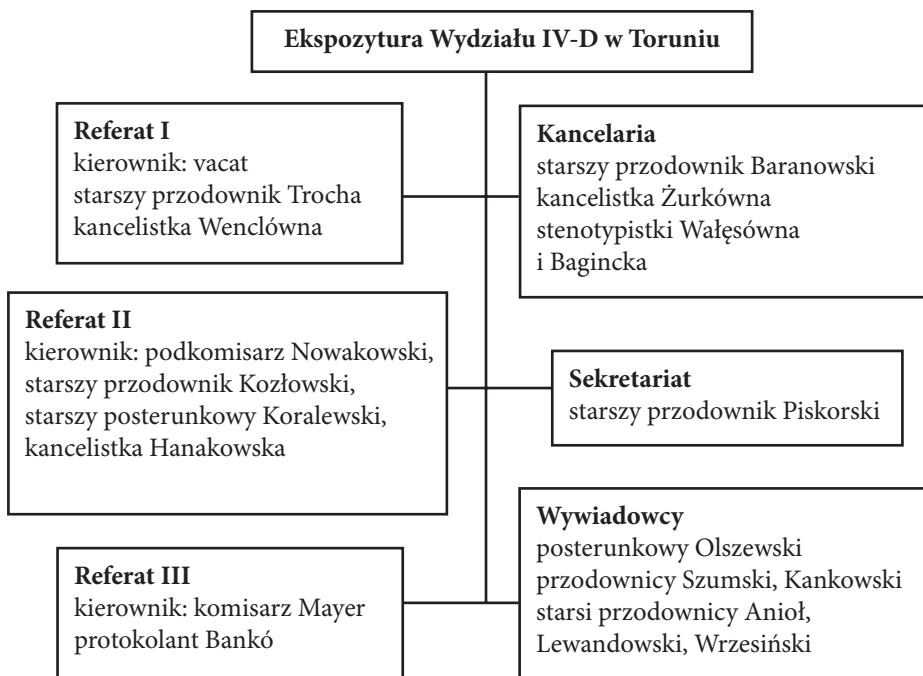 Ekspozytura Wydziału IV-D w Toruniu
Referat I
kierownik: vacat
starszy przodownik Trocha
kancelistka Wenclówna
Kancelaria
starszy przodownik Baranowski
kancelistka Żurkówna
stenotypistki Wałęsówna
i Bagincka
Referat II
kierownik: podkomisarz Nowakowski,
starszy przodownik Kozłowski,
starszy posterunkowy Koralewski,
kancelistka Hanakowska
Sekretariat
starszy przodownik Piskorski
Referat III
kierownik: komisarz Mayer
protokolant Bankó
Wywiadowcy
posterunkowy Olszewski
przodownicy Szumski, Kankowski
starsi przodownicy Anioł,
Lewandowski, Wrzesiński